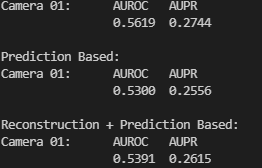 Camera 01: AUROC AUPR
0.5619 0.2744
Prediction Based:
Camera 01: AUROC AUPR
0.5300 0.2556
Reconstruction + Prediction Based:
Camera 01: AUROC AUPR
0.5391 0.2615